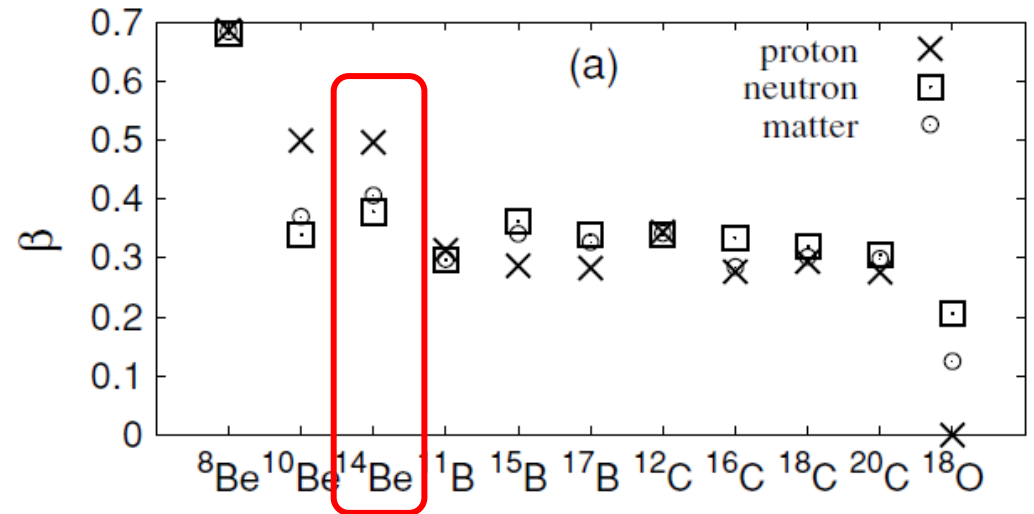 0.7
0.6
0.5
0.4
0.3
0.2
0.1
0
β
(a)
proton
neutron
matter
⁸Be ¹⁰Be ¹⁴Be ¹¹B ¹⁵B ¹⁷B ¹²C ¹⁶C ¹⁸C ²⁰C ¹⁸O